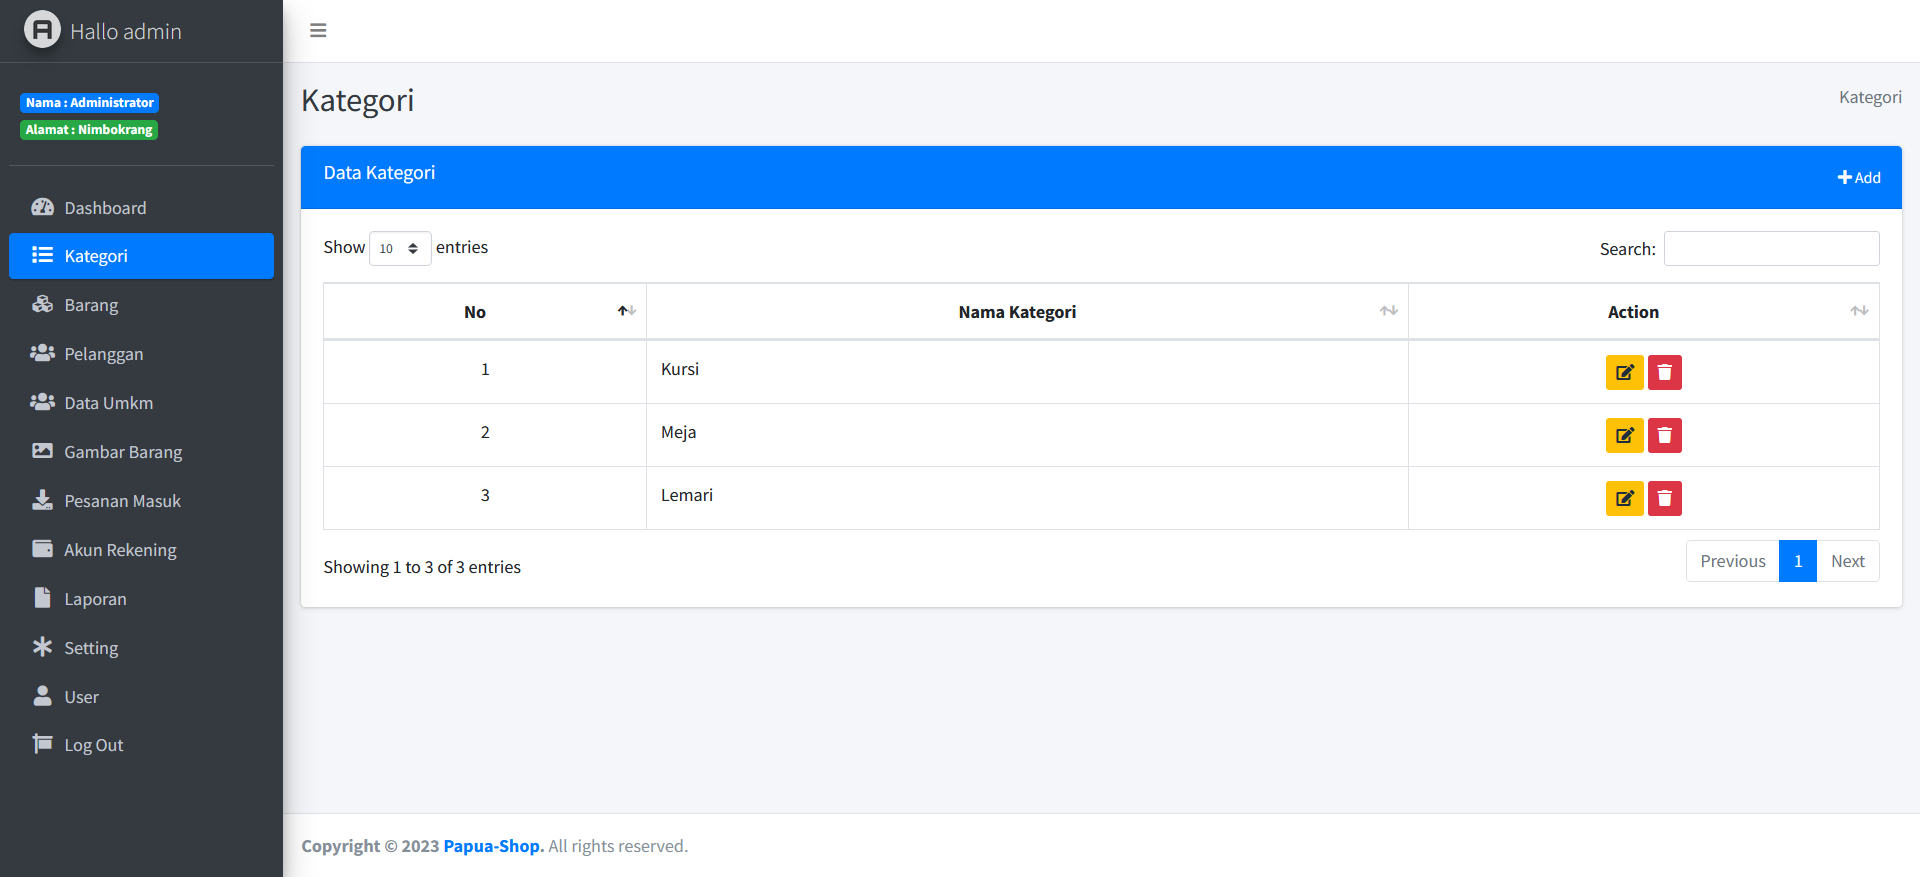 Hallo admin
Nama : Administrator
Alamat : Nimbokrang
Dashboard
Kategori
Barang
Pelanggan
Data Umkm
Gambar Barang
Pesanan Masuk
Akun Rekening
Laporan
Setting
User
Log Out
Kategori
Kategori
Data Kategori
Add
Show 10 entries
Search:
No Nama Kategori Action
1 Kursi
2 Meja
3 Lemari
Showing 1 to 3 of 3 entries
Previous 1 Next
Copyright © 2023 Papua-Shop. All rights reserved.